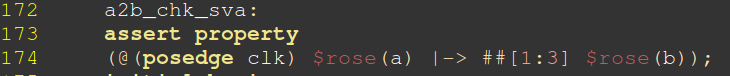 172 a2b_chk_sva:
173 assert property
174 (@(posedge clk) $rose(a) |-> ##[1:3] $rose(b));